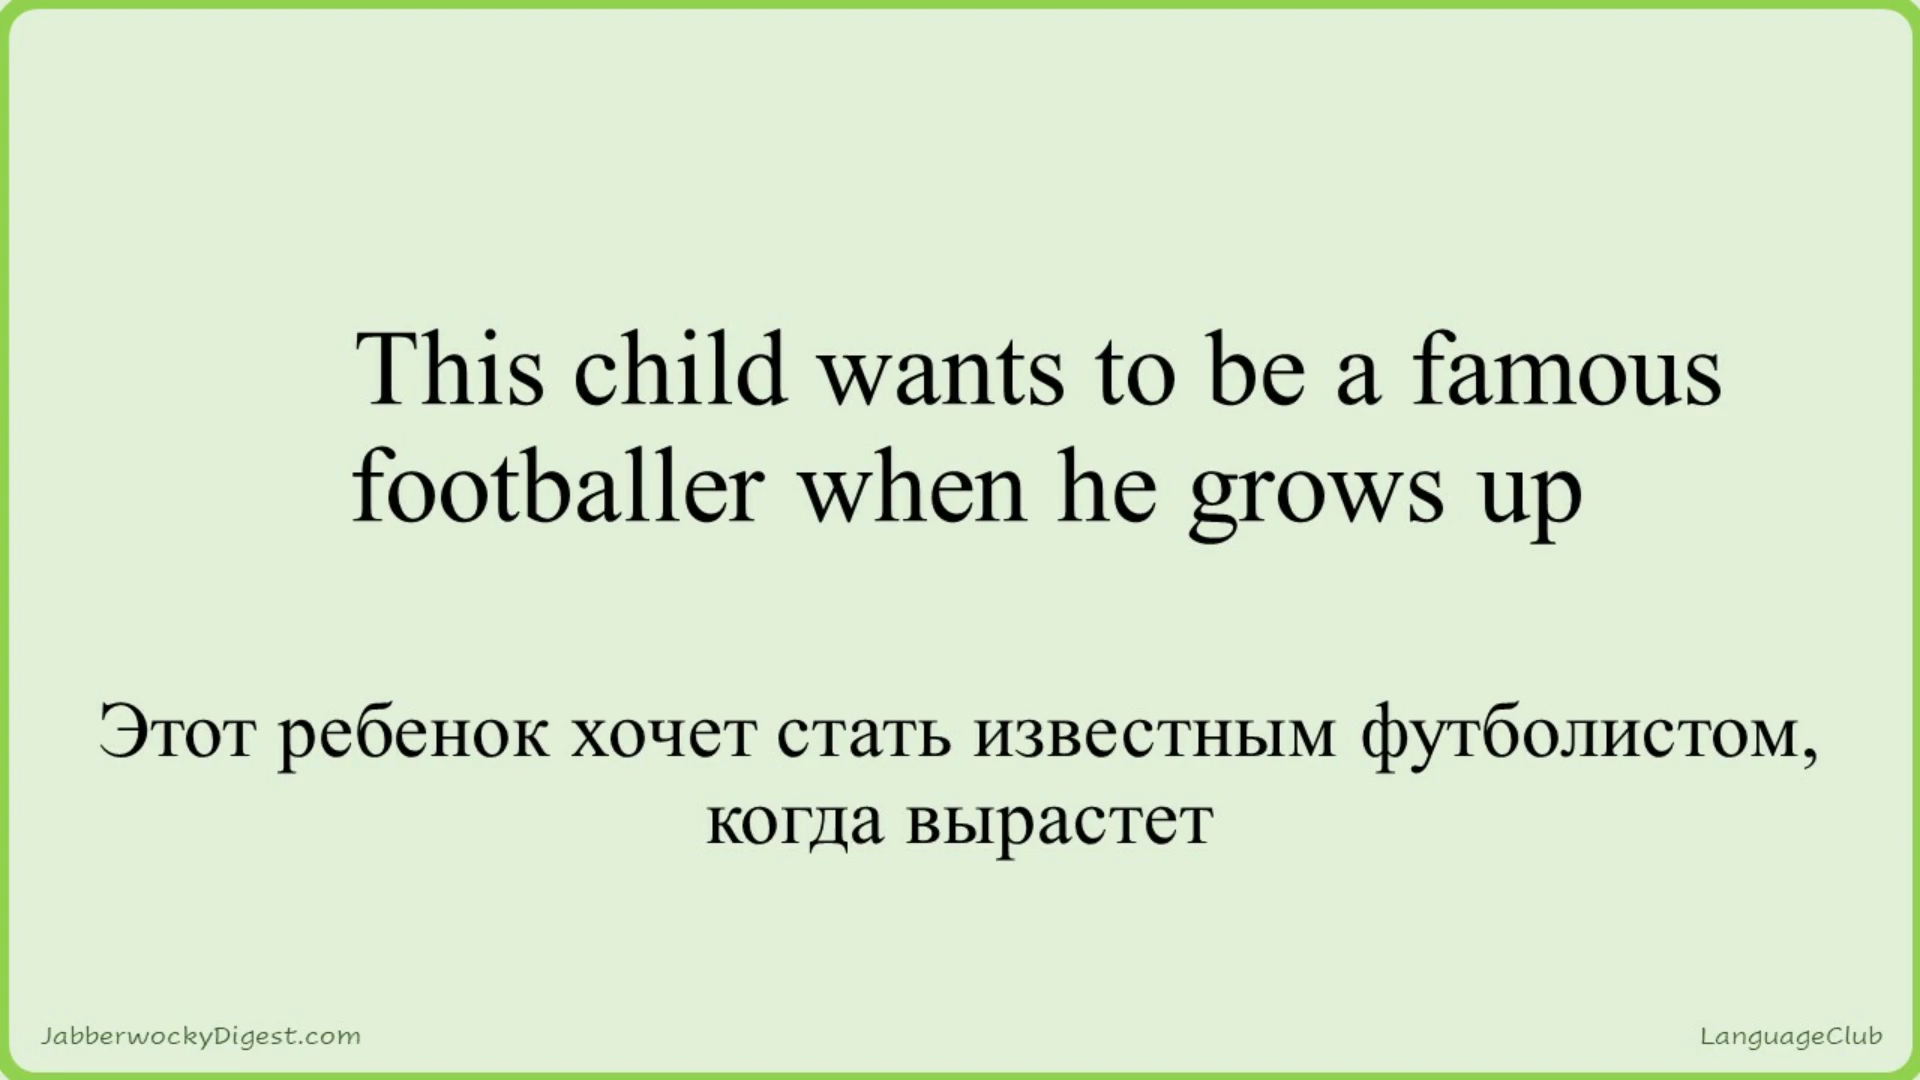 This child wants to be a famous
footballer when he grows up
Этот ребенок хочет стать известным футболистом,
когда вырастет
JabberwockyDigest.com
LanguageClub